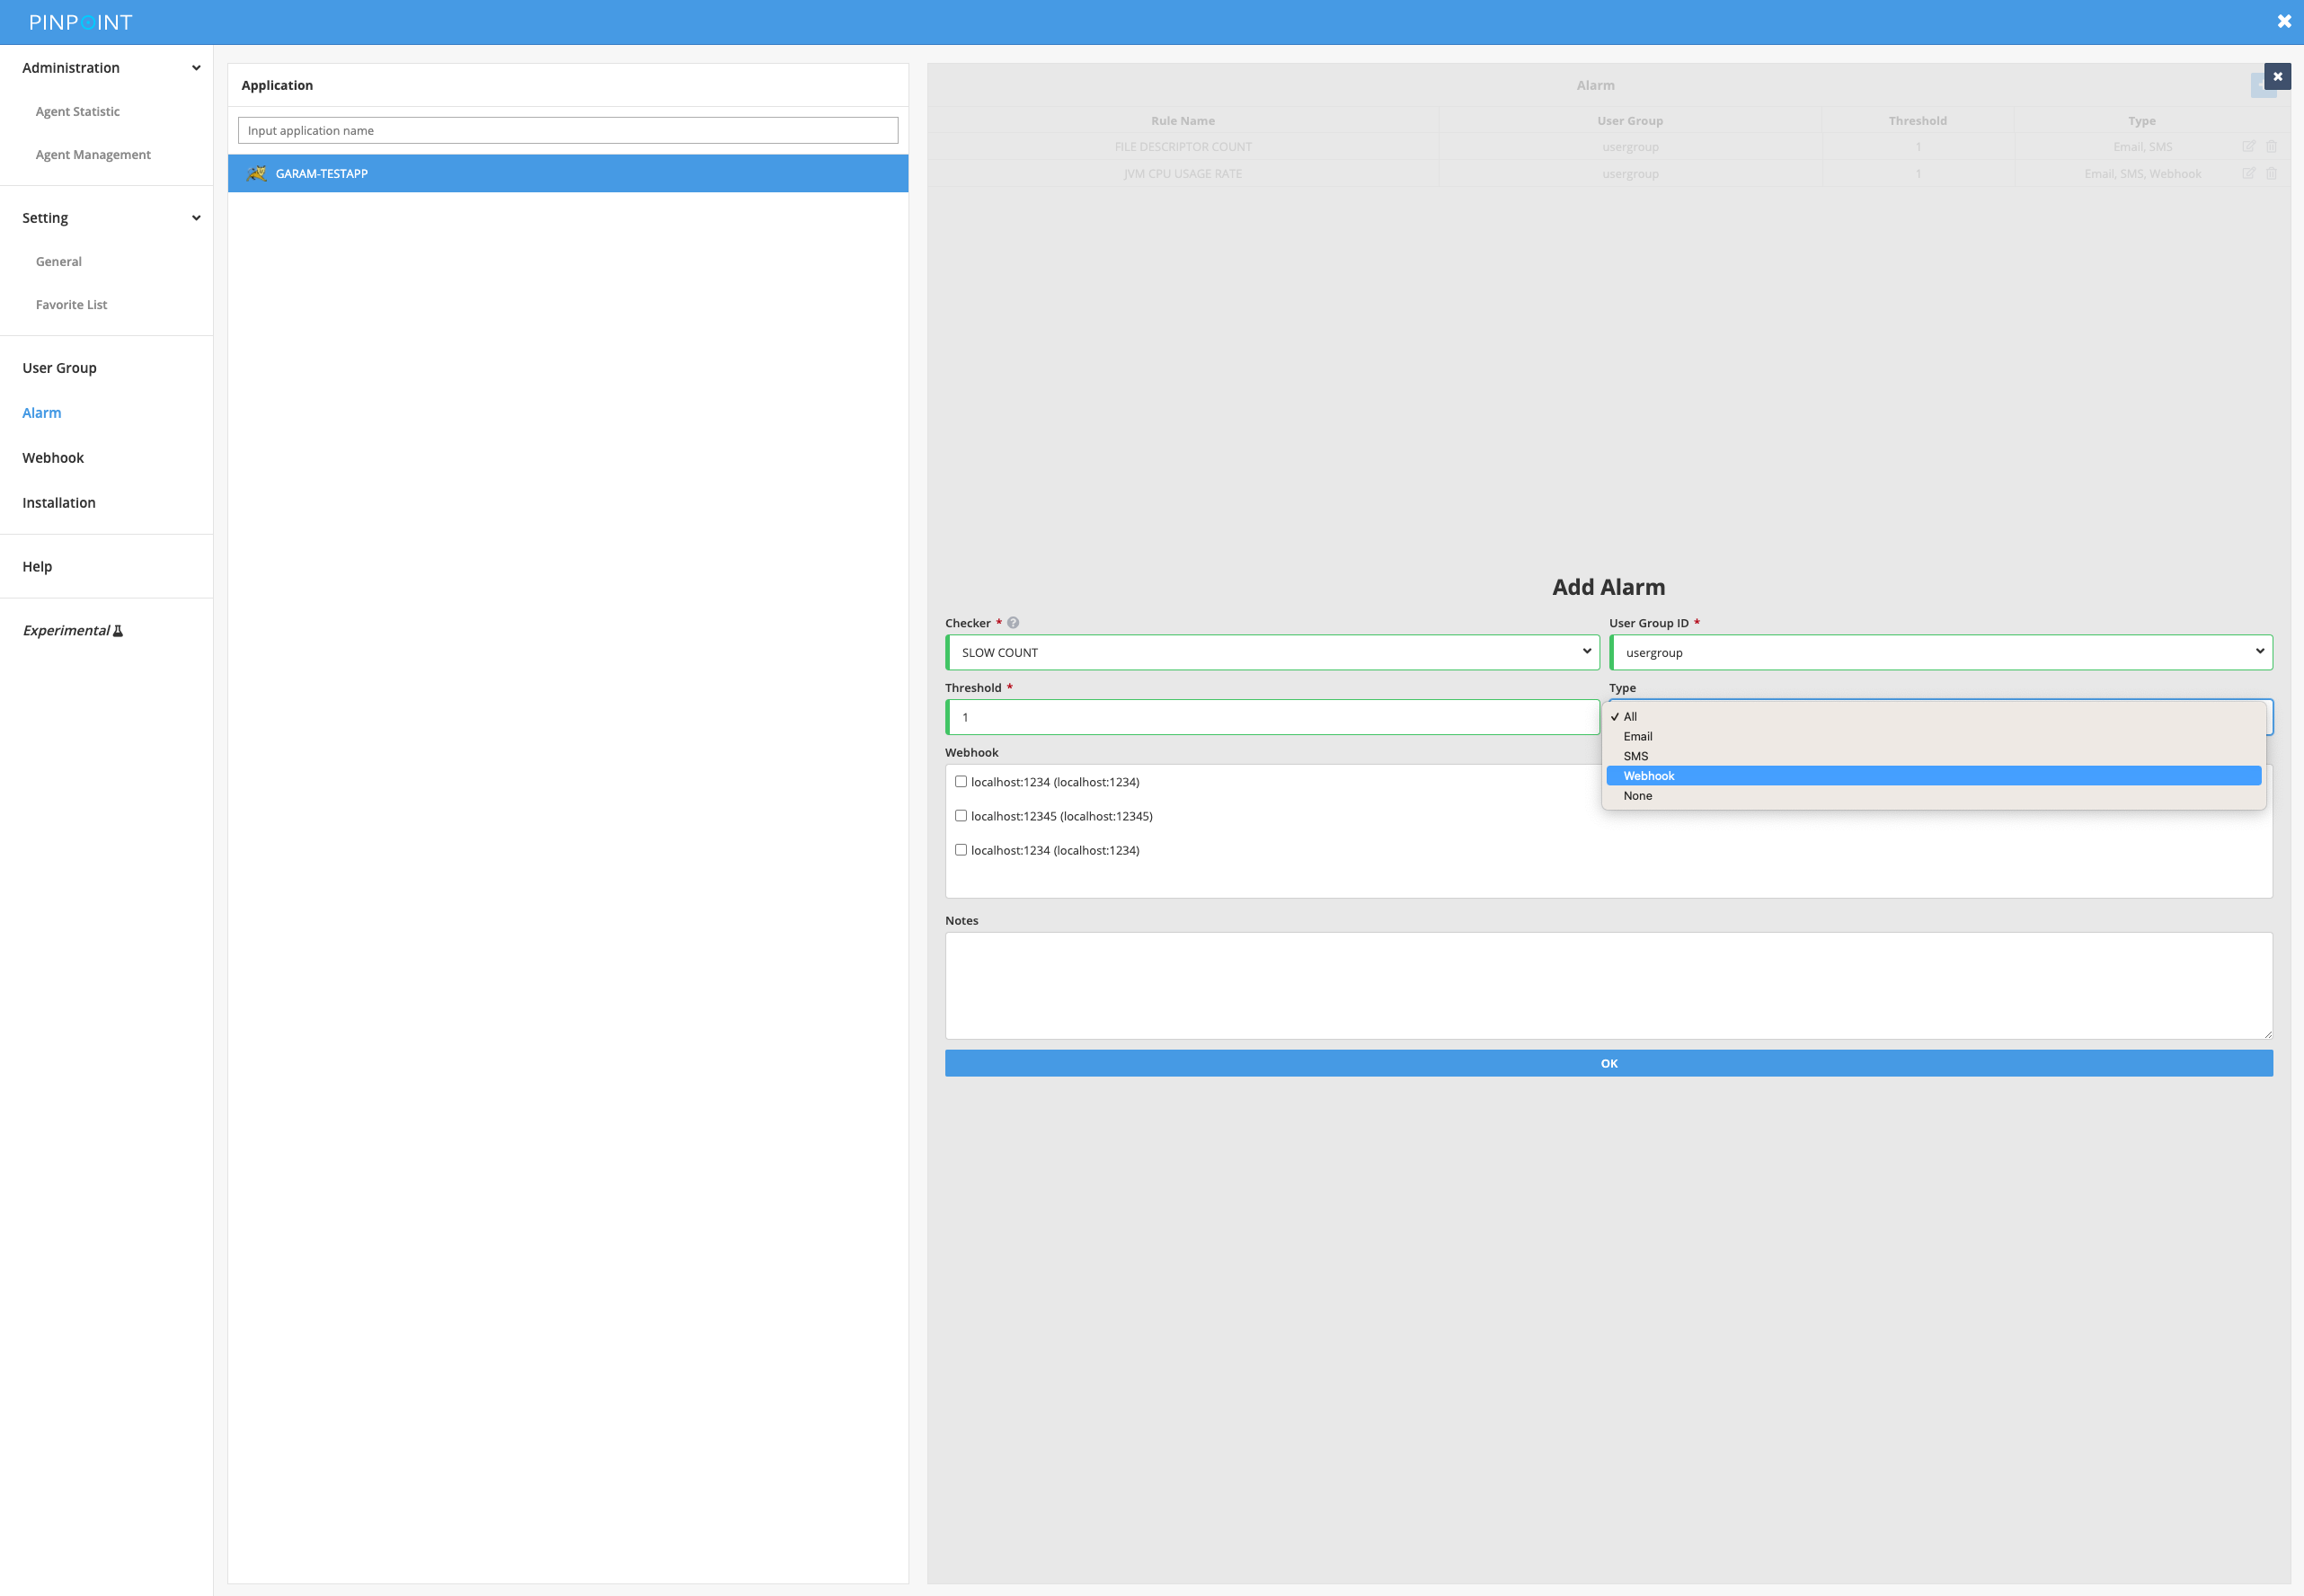 PINPOINT
Administration
Agent Statistic
Agent Management
Setting
General
Favorite List
User Group
Alarm
Webhook
Installation
Help
Experimental
Application
Input application name
GARAM-TESTAPP
Alarm
Rule Name User Group Threshold Type
FILE DESCRIPTOR COUNT usergroup 1 Email, SMS
JVM CPU USAGE RATE usergroup 1 Email, SMS, Webhook
Add Alarm
Checker * User Group ID *
SLOW COUNT usergroup
Threshold * Type
1
All
Email
SMS
Webhook
None
Webhook
localhost:1234 (localhost:1234)
localhost:12345 (localhost:12345)
localhost:1234 (localhost:1234)
Notes
OK